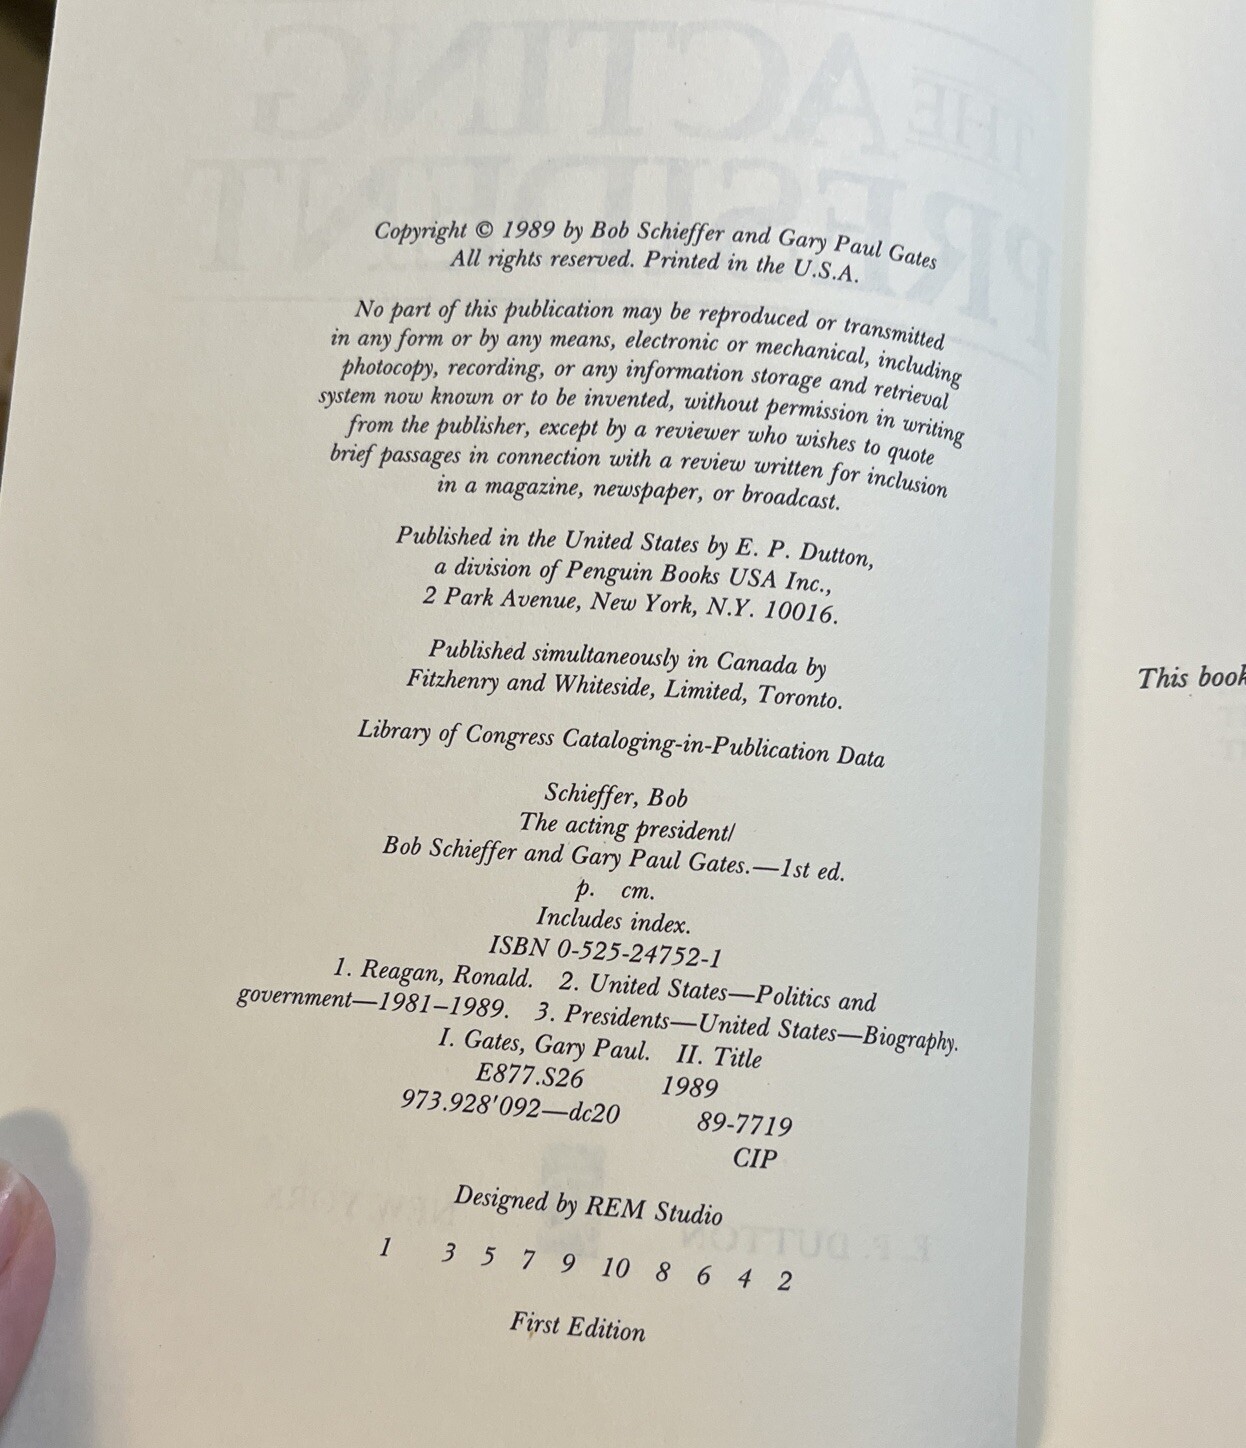 Copyright © 1989 by Bob Schieffer and Gary Paul Gates
All rights reserved. Printed in the U.S.A.
No part of this publication may be reproduced or transmitted
in any form or by any means, electronic or mechanical, including
photocopy, recording, or any information storage and retrieval
system now known or to be invented, without permission in writing
from the publisher, except by a reviewer who wishes to quote
brief passages in connection with a review written for inclusion
in a magazine, newspaper, or broadcast.
Published in the United States by E. P. Dutton,
a division of Penguin Books USA Inc.,
2 Park Avenue, New York, N.Y. 10016.
Published simultaneously in Canada by
Fitzhenry and Whiteside, Limited, Toronto.
Library of Congress Cataloging-in-Publication Data
Schieffer, Bob
The acting president/
Bob Schieffer and Gary Paul Gates.—1st ed.
p. cm.
Includes index.
ISBN 0-525-24752-1
1. Reagan, Ronald. 2. United States—Politics and
government—1981–1989. 3. Presidents—United States—Biography.
I. Gates, Gary Paul. II. Title
E877.S26 1989
973.928'092—dc20 89-7719
CIP
Designed by REM Studio
1 3 5 7 9 10 8 6 4 2
First Edition
This book
THE ACTING
PRESIDENT
E. P. DUTTON NEW YORK